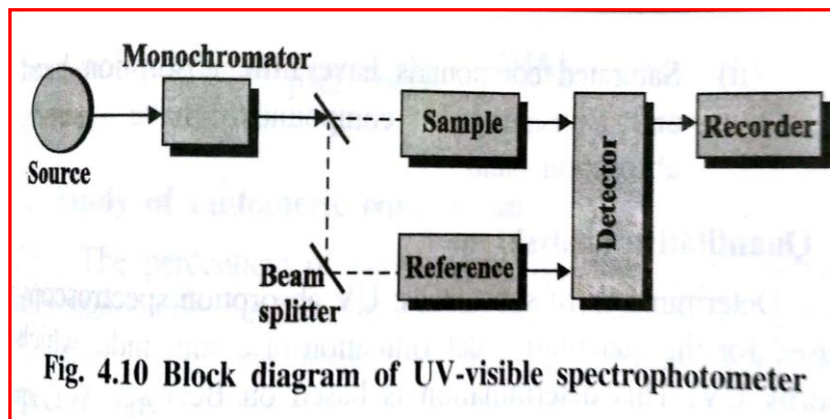 Monochromator
Source
Sample
Detector
Recorder
Reference
Beam
splitter
Fig. 4.10 Block diagram of UV-visible spectrophotometer